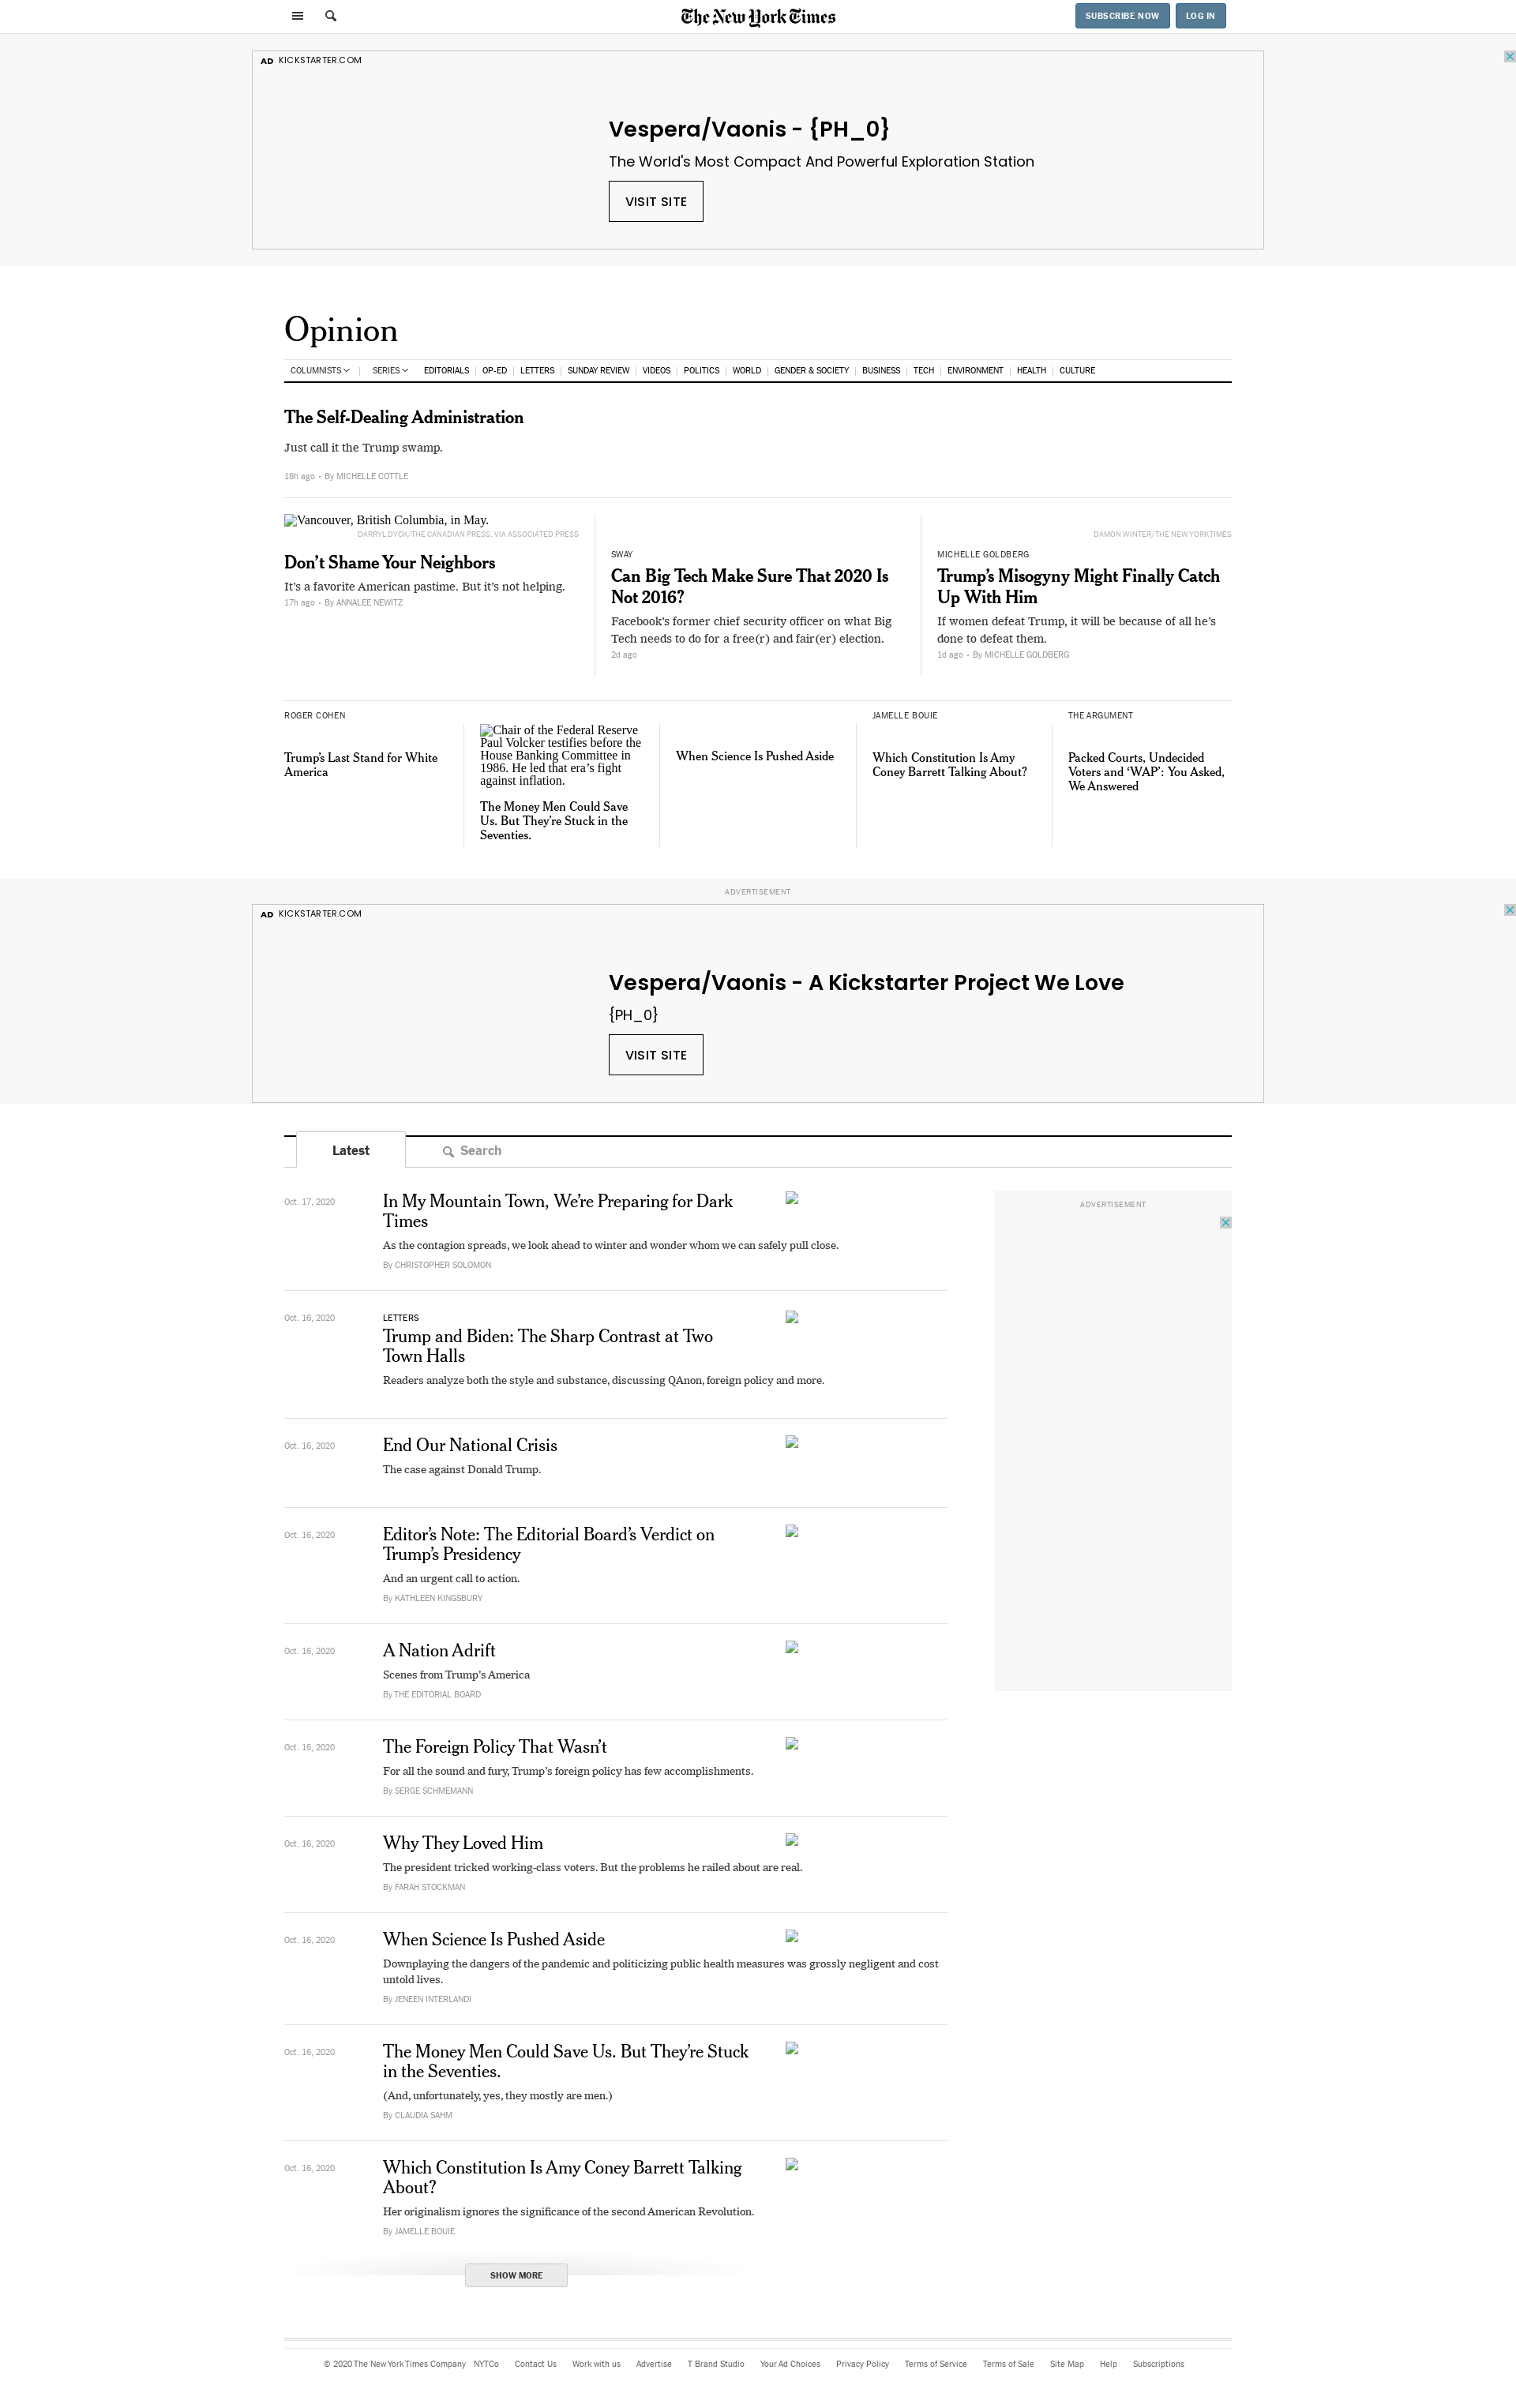 The New York Times
SUBSCRIBE NOW
LOG IN
AD KICKSTARTER.COM
Vespera/Vaonis - {PH_0}
The World's Most Compact And Powerful Exploration Station
VISIT SITE
Opinion
COLUMNISTS | SERIES EDITORIALS | OP-ED | LETTERS | SUNDAY REVIEW | VIDEOS | POLITICS | WORLD | GENDER & SOCIETY | BUSINESS | TECH | ENVIRONMENT | HEALTH | CULTURE
The Self-Dealing Administration
Just call it the Trump swamp.
18h ago • By MICHELLE COTTLE
Vancouver, British Columbia, in May.
DARRYL DYCK/THE CANADIAN PRESS, VIA ASSOCIATED PRESS
Don’t Shame Your Neighbors
It’s a favorite American pastime. But it’s not helping.
17h ago • By ANNALEE NEWITZ
SWAY
Can Big Tech Make Sure That 2020 Is
Not 2016?
Facebook’s former chief security officer on what Big
Tech needs to do for a free(r) and fair(er) election.
2d ago
DAMON WINTER/THE NEW YORK TIMES
MICHELLE GOLDBERG
Trump’s Misogyny Might Finally Catch
Up With Him
If women defeat Trump, it will be because of all he’s
done to defeat them.
1d ago • By MICHELLE GOLDBERG
ROGER COHEN
Trump’s Last Stand for White
America
Chair of the Federal Reserve
Paul Volcker testifies before the
House Banking Committee in
1986. He led that era’s fight
against inflation.
The Money Men Could Save
Us. But They’re Stuck in the
Seventies.
When Science Is Pushed Aside
JAMELLE BOUIE
Which Constitution Is Amy
Coney Barrett Talking About?
THE ARGUMENT
Packed Courts, Undecided
Voters and ‘WAP’: You Asked,
We Answered
ADVERTISEMENT
AD KICKSTARTER.COM
Vespera/Vaonis - A Kickstarter Project We Love
{PH_0}
VISIT SITE
Latest
Search
ADVERTISEMENT
Oct. 17, 2020
In My Mountain Town, We’re Preparing for Dark
Times
As the contagion spreads, we look ahead to winter and wonder whom we can safely pull close.
By CHRISTOPHER SOLOMON
Oct. 16, 2020
LETTERS
Trump and Biden: The Sharp Contrast at Two
Town Halls
Readers analyze both the style and substance, discussing QAnon, foreign policy and more.
Oct. 16, 2020
End Our National Crisis
The case against Donald Trump.
Oct. 16, 2020
Editor’s Note: The Editorial Board’s Verdict on
Trump’s Presidency
And an urgent call to action.
By KATHLEEN KINGSBURY
Oct. 16, 2020
A Nation Adrift
Scenes from Trump's America
By THE EDITORIAL BOARD
Oct. 16, 2020
The Foreign Policy That Wasn’t
For all the sound and fury, Trump’s foreign policy has few accomplishments.
By SERGE SCHMEMANN
Oct. 16, 2020
Why They Loved Him
The president tricked working-class voters. But the problems he railed about are real.
By FARAH STOCKMAN
Oct. 16, 2020
When Science Is Pushed Aside
Downplaying the dangers of the pandemic and politicizing public health measures was grossly negligent and cost
untold lives.
By JENEEN INTERLANDI
Oct. 16, 2020
The Money Men Could Save Us. But They’re Stuck
in the Seventies.
(And, unfortunately, yes, they mostly are men.)
By CLAUDIA SAHM
Oct. 16, 2020
Which Constitution Is Amy Coney Barrett Talking
About?
Her originalism ignores the significance of the second American Revolution.
By JAMELLE BOUIE
SHOW MORE
© 2020 The New York Times Company NYTCo Contact Us Work with us Advertise T Brand Studio Your Ad Choices Privacy Policy Terms of Service Terms of Sale Site Map Help Subscriptions